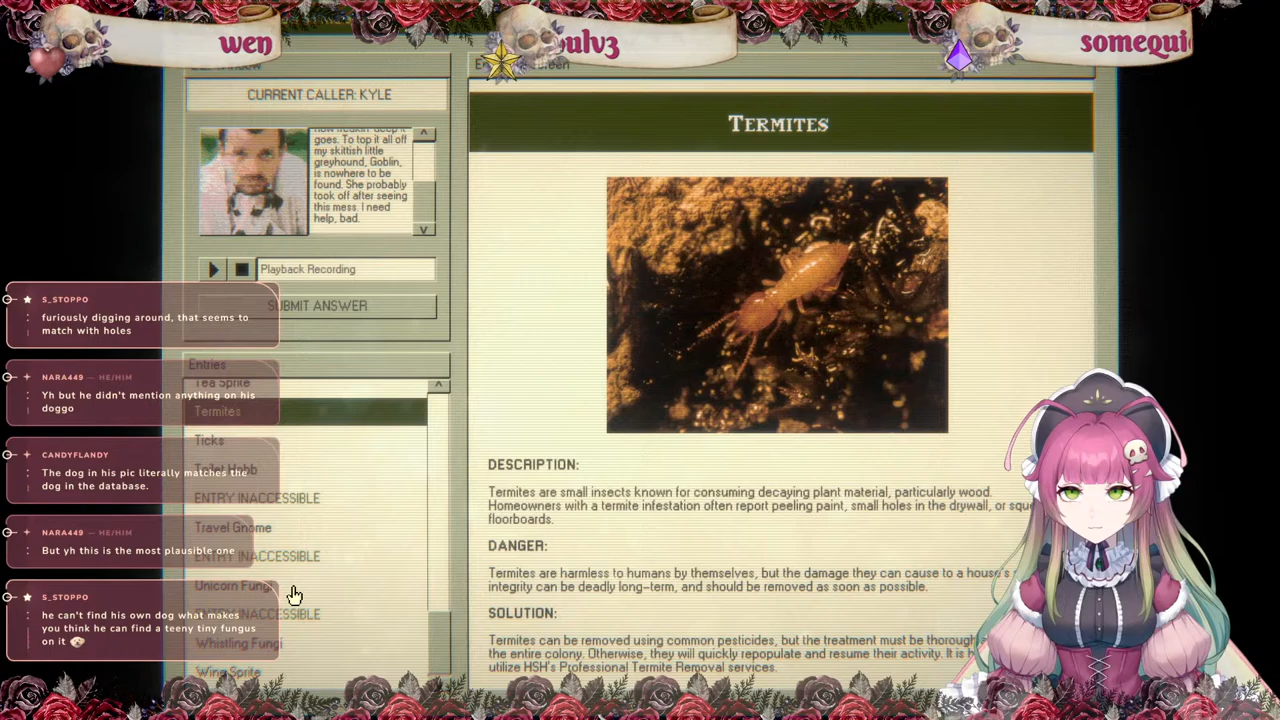 wen
ulv3
somequi
CURRENT CALLER: KYLE
goes. To top it all off
my skittish little
greyhound, Goblin,
is nowhere to be
found. She probably
took off after seeing
this mess. I need
help, bad.
Playback Recording
SUBMIT ANSWER
Entries
Tea Sprite
Termites
Ticks
Toilet Hobb
ENTRY INACCESSIBLE
Travel Gnome
ENTRY INACCESSIBLE
Unicorn Fungi
ENTRY INACCESSIBLE
Whistling Fungi
Wine Sprite
TERMITES
DESCRIPTION:
Termites are small insects known for consuming decaying plant material, particularly wood.
Homeowners with a termite infestation often report peeling paint, small holes in the drywall, or sque
floorboards.
DANGER:
Termites are harmless to humans by themselves, but the damage they can cause to a house's
integrity can be deadly long-term, and should be removed as soon as possible.
SOLUTION:
Termites can be removed using common pesticides, but the treatment must be thorough
the entire colony. Otherwise, they will quickly repopulate and resume their activity. It is
utilize HSH's Professional Termite Removal services.
S_STOPPO
furiously digging around, that seems to
match with holes
NARA449 — HE/HIM
Yh but he didn't mention anything on his
doggo
CANDYFLANDY
The dog in his pic literally matches the
dog in the database.
NARA449 — HE/HIM
But yh this is the most plausible one
S_STOPPO
he can't find his own dog what makes
you think he can find a teeny tiny fungus
on it